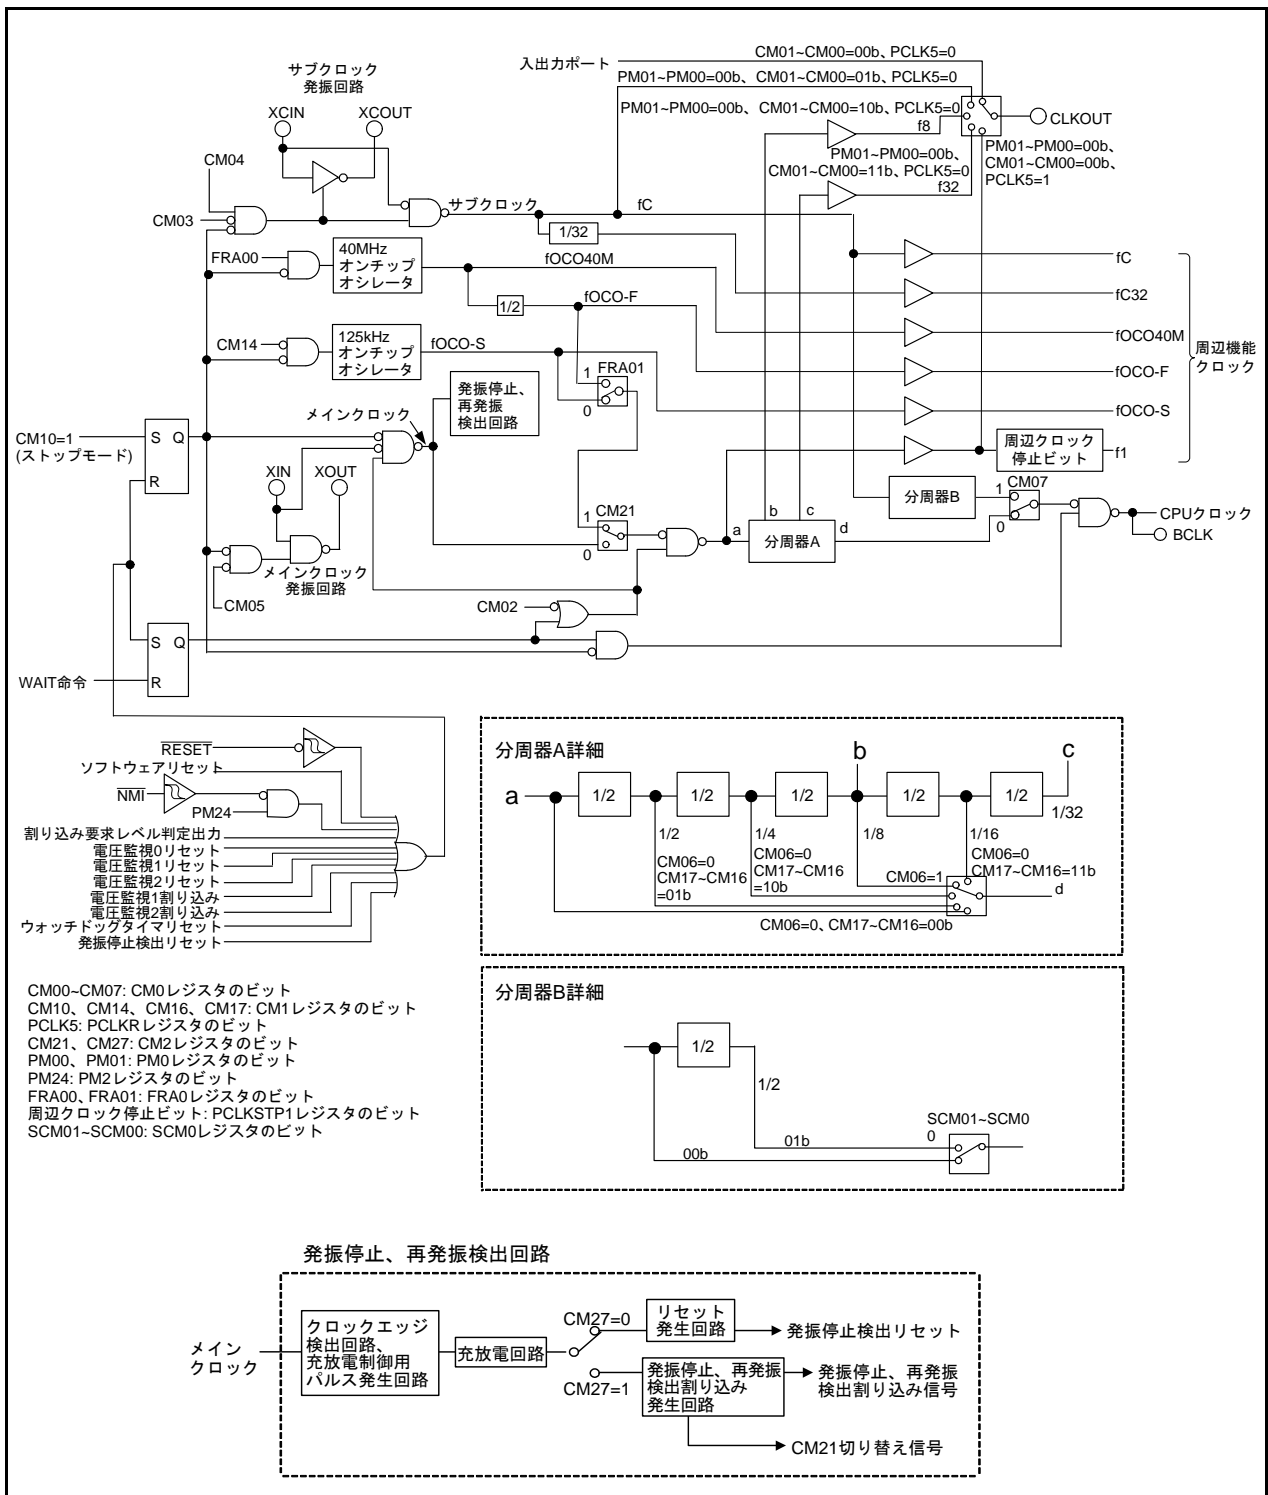 サブクロック
発振回路
XCIN
XCOUT
CM04
CM03
入出力ポート
CM01~CM00=00b、PCLK5=0
PM01~PM00=00b、CM01~CM00=01b、PCLK5=0
PM01~PM00=00b、CM01~CM00=10b、PCLK5=0
f8
PM01~PM00=00b、
CM01~CM00=11b、PCLK5=0
f32
CLKOUT
PM01~PM00=00b、
CM01~CM00=00b、
PCLK5=1
サブクロック
fC
1/32
FRA00
40MHz
オンチップ
オシレータ
fOCO40M
1/2
fOCO-F
CM14
125kHz
オンチップ
オシレータ
fOCO-S
FRA01
1
0
fC
fC32
fOCO40M
fOCO-F
fOCO-S
周辺機能
クロック
発振停止、
再発振
検出回路
メインクロック
CM10=1
(ストップモード)
S
Q
R
XIN
XOUT
メインクロック
発振回路
CM05
CM21
1
0
a
b
c
分周器A
d
周辺クロック
停止ビット
f1
分周器B
CM07
1
0
CPUクロック
BCLK
CM02
S
Q
R
WAIT命令
RESET
ソフトウェアリセット
NMI
PM24
割り込み要求レベル判定出力
電圧監視0リセット
電圧監視1リセット
電圧監視2リセット
電圧監視1割り込み
電圧監視2割り込み
ウォッチドッグタイマリセット
発振停止検出リセット
分周器A詳細
a
b
c
1/2
1/2
1/2
1/2
1/2
1/2
1/4
1/8
1/16
1/32
CM06=0
CM17~CM16
=01b
CM06=0
CM17~CM16
=10b
CM06=1
CM06=0
CM17~CM16=11b
d
CM06=0、CM17~CM16=00b
CM00~CM07: CM0レジスタのビット
CM10、CM14、CM16、CM17: CM1レジスタのビット
PCLK5: PCLKRレジスタのビット
CM21、CM27: CM2レジスタのビット
PM00、PM01: PM0レジスタのビット
PM24: PM2レジスタのビット
FRA00、FRA01: FRA0レジスタのビット
周辺クロック停止ビット: PCLKSTP1レジスタのビット
SCM01~SCM00: SCM0レジスタのビット
分周器B詳細
1/2
1/2
SCM01~SCM0
0
01b
00b
発振停止、再発振検出回路
メイン
クロック
クロックエッジ
検出回路、
充放電制御用
パルス発生回路
充放電回路
CM27=0
CM27=1
リセット
発生回路
発振停止検出リセット
発振停止、再発振
検出割り込み
発生回路
発振停止、再発振
検出割り込み信号
CM21切り替え信号